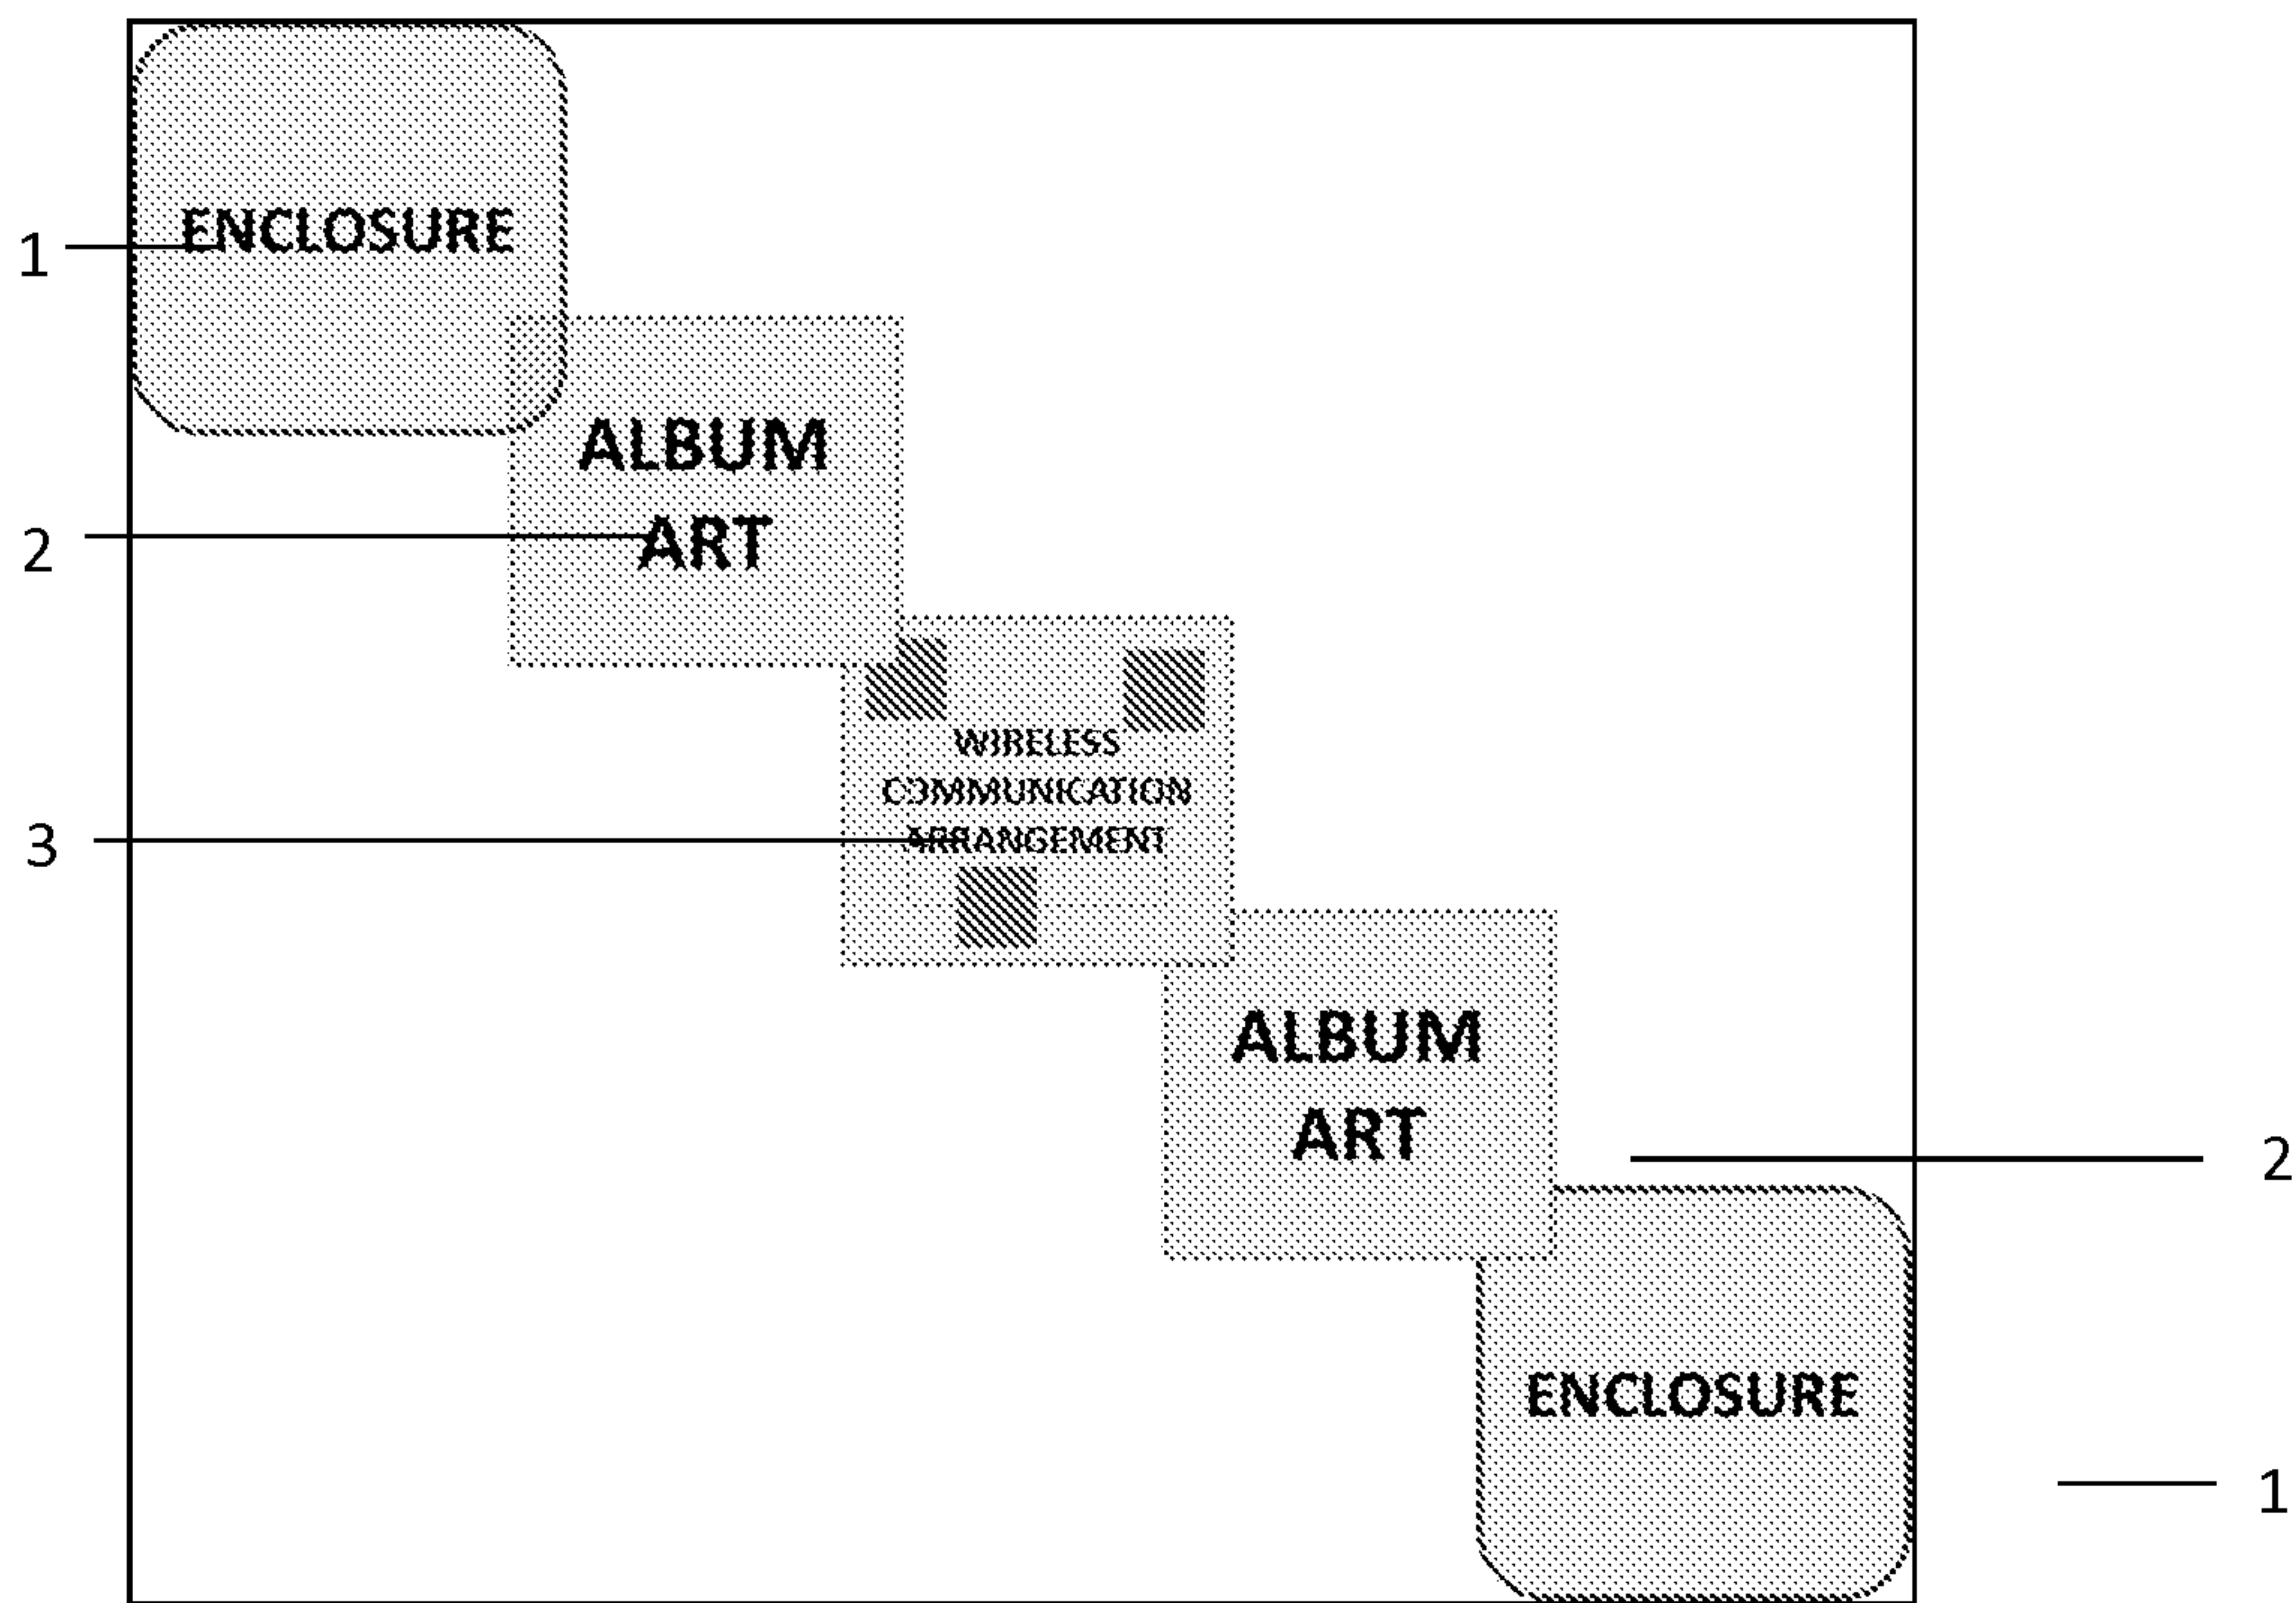 ENCLOSURE
1
ALBUM
ART
2
WIRELESS
COMMUNICATION
ARRANGEMENT
3
ALBUM
ART
2
ENCLOSURE
1